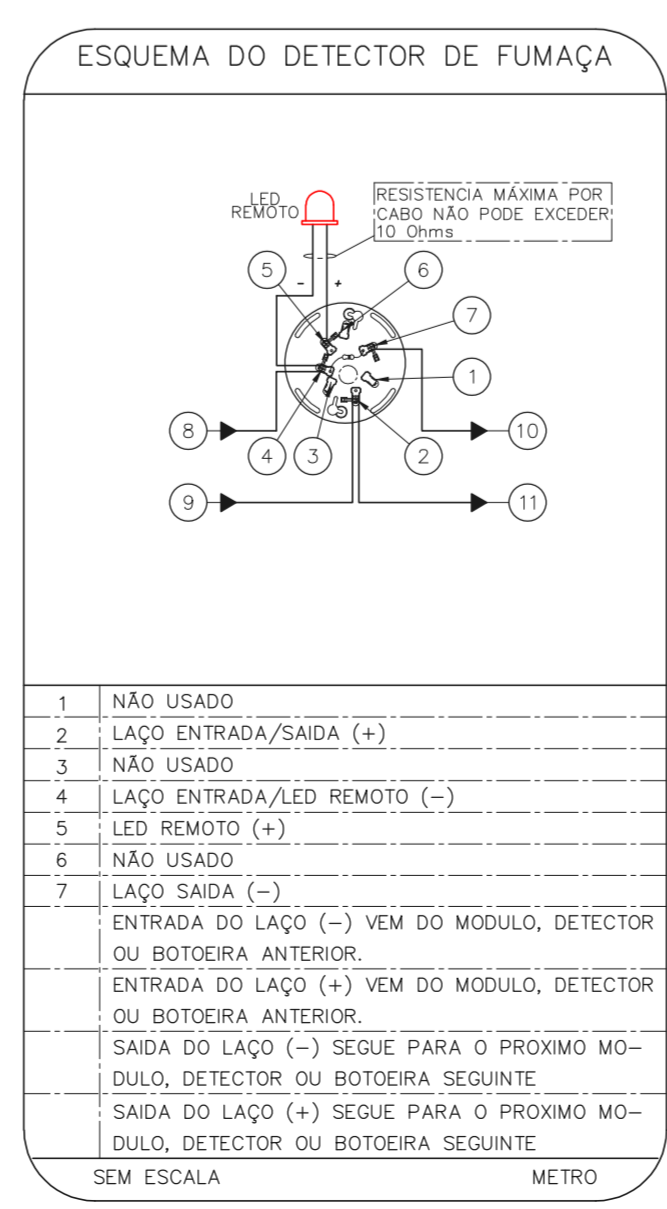 ESQUEMA DO DETECTOR DE FUMAÇA
LED
REMOTO
RESISTENCIA MÁXIMA POR
CABO NÃO PODE EXCEDER
10 Ohms
5
6
- +
7
1
8
4
3
2
10
9
11
1 NÃO USADO
2 LAÇO ENTRADA/SAIDA (+)
3 NÃO USADO
4 LAÇO ENTRADA/LED REMOTO (-)
5 LED REMOTO (+)
6 NÃO USADO
7 LAÇO SAIDA (-)
ENTRADA DO LAÇO (-) VEM DO MODULO, DETECTOR
OU BOTOEIRA ANTERIOR.
ENTRADA DO LAÇO (+) VEM DO MODULO, DETECTOR
OU BOTOEIRA ANTERIOR.
SAIDA DO LAÇO (-) SEGUE PARA O PROXIMO MO-
DULO, DETECTOR OU BOTOEIRA SEGUINTE
SAIDA DO LAÇO (+) SEGUE PARA O PROXIMO MO-
DULO, DETECTOR OU BOTOEIRA SEGUINTE
SEM ESCALA METRO